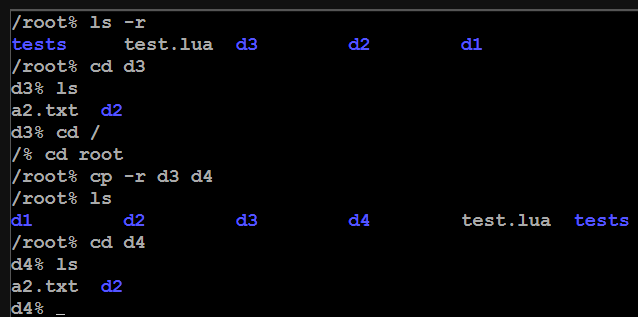 /root% ls -r
tests     test.lua  d3        d2        d1
/root% cd d3
d3% ls
a2.txt  d2
d3% cd /
/% cd root
/root% cp -r d3 d4
/root% ls
d1        d2        d3        d4        test.lua  tests
/root% cd d4
d4% ls
a2.txt  d2
d4% _